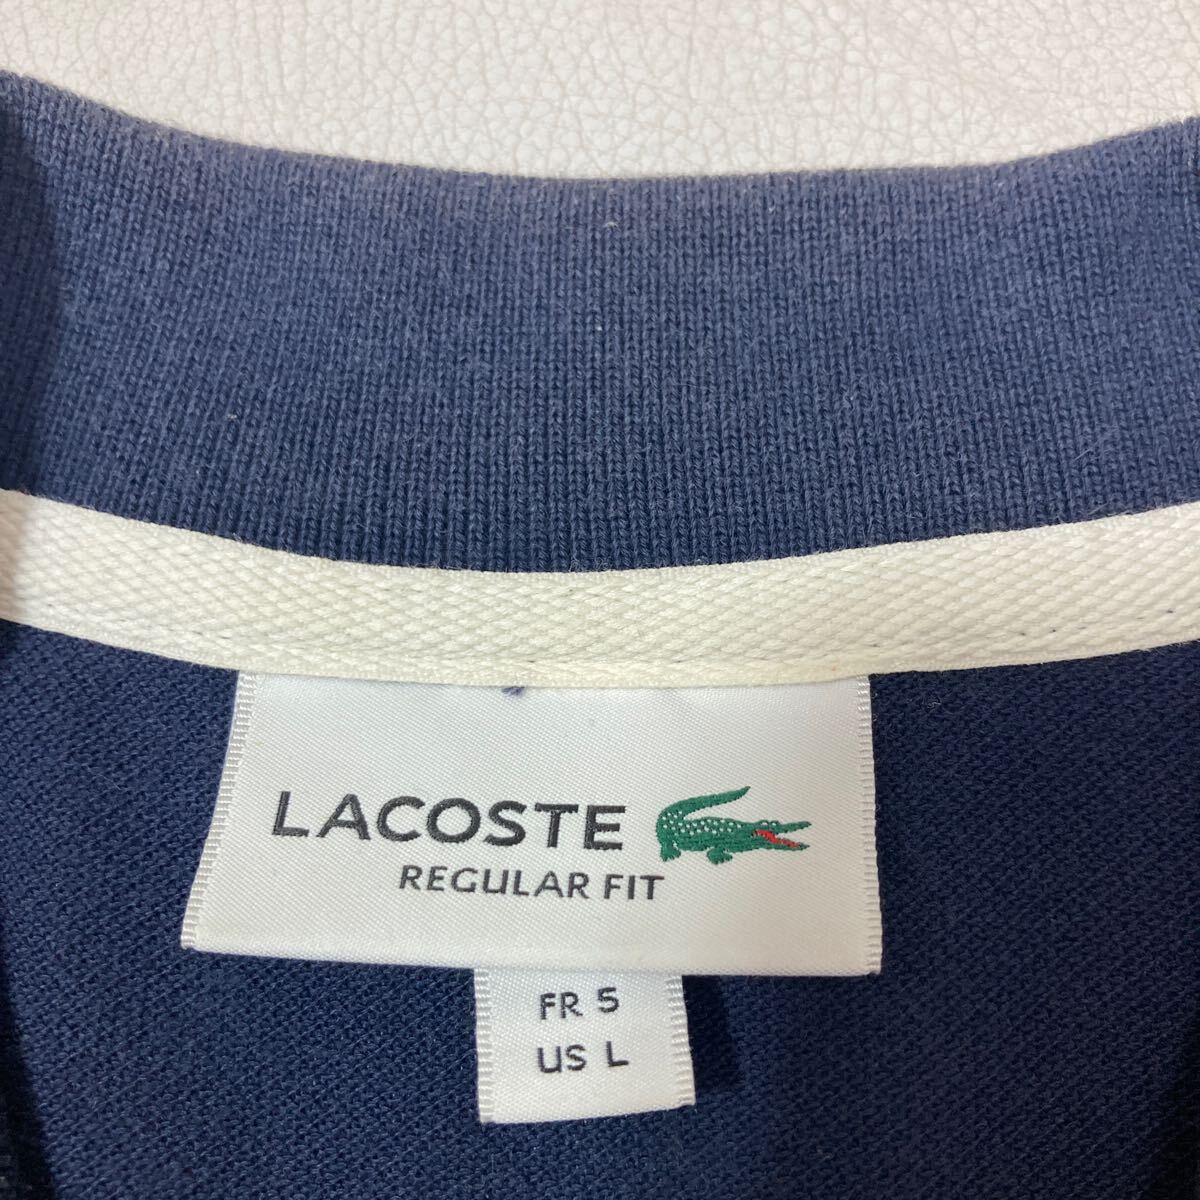 LACOSTE
REGULAR FIT
FR 5
US L